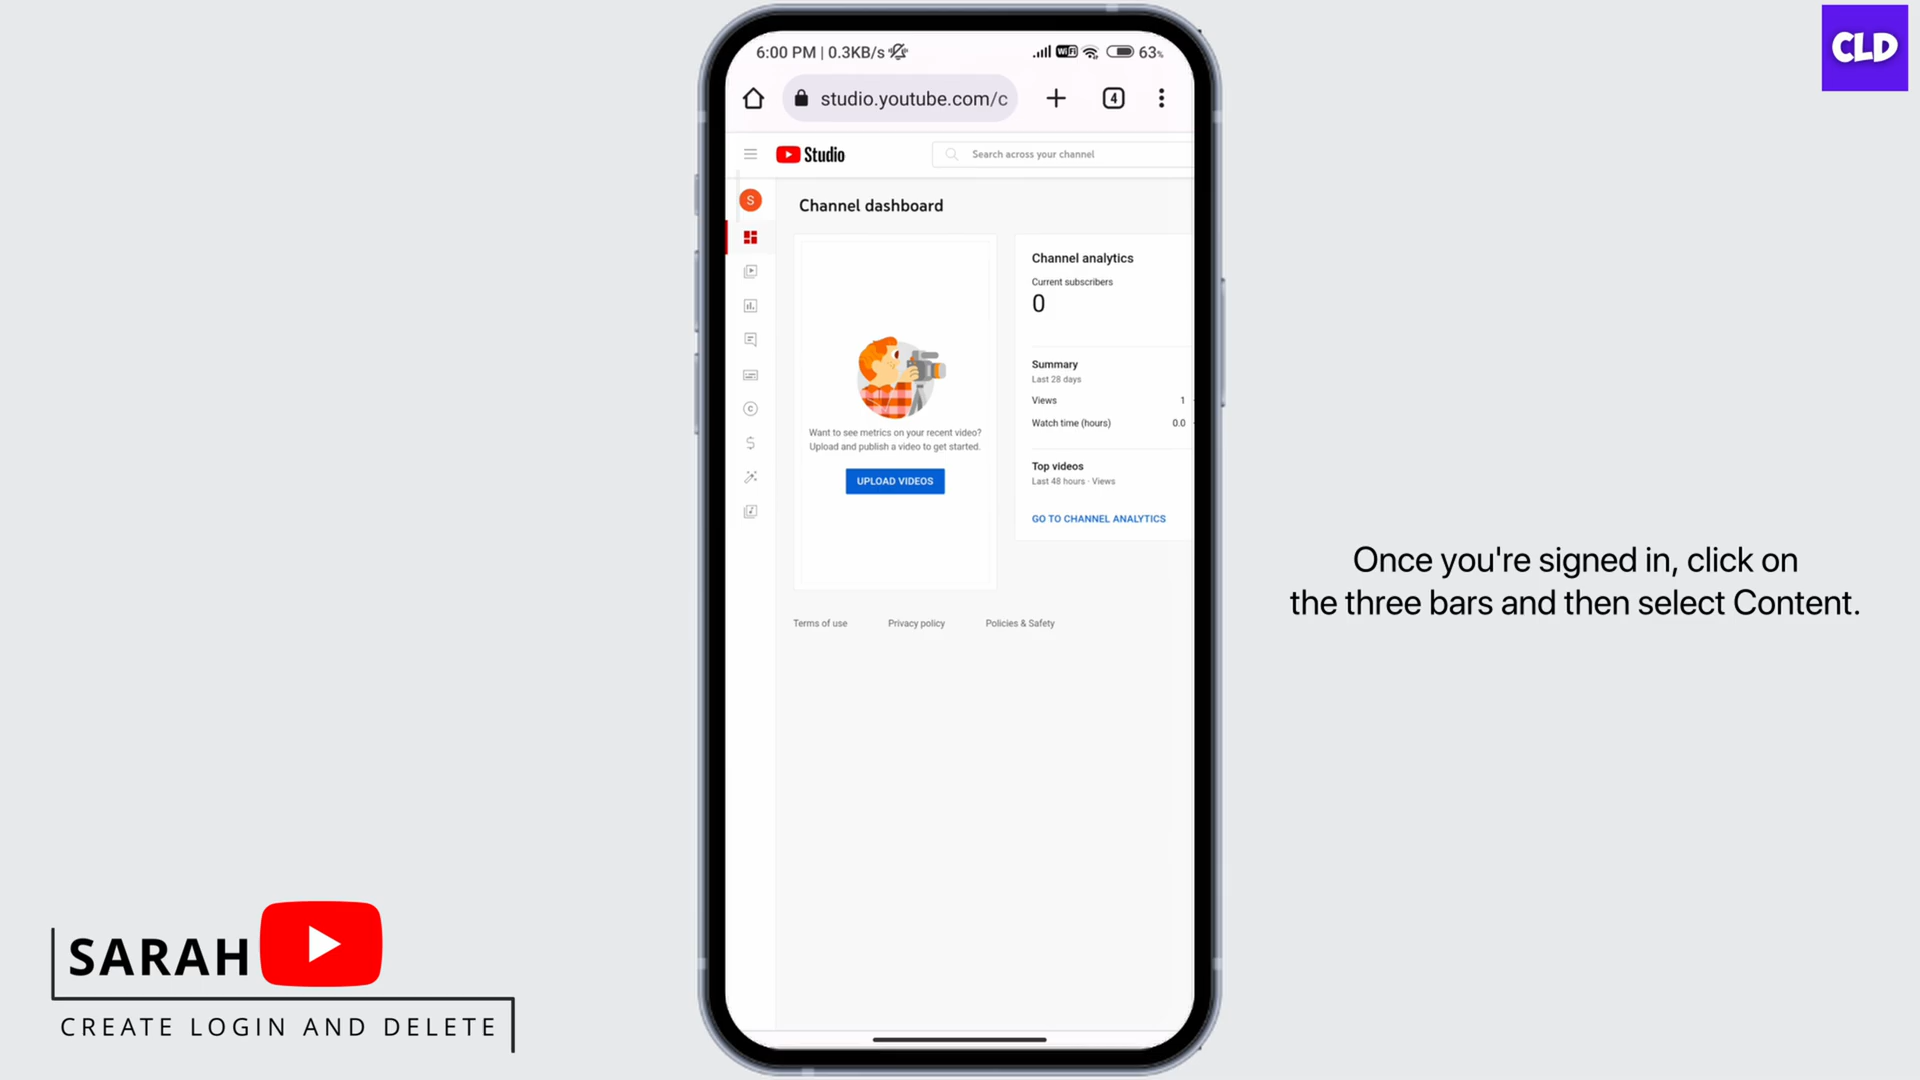 CLD
6:00 PM | 0.3KB/s
WiFi
63%
studio.youtube.com/c
4
Studio
Search across your channel
S
Channel dashboard
Channel analytics
Current subscribers
0
Want to see metrics on your recent video?
Upload and publish a video to get started.
UPLOAD VIDEOS
Summary
Last 28 days
Views 1
Watch time (hours) 0.0
Top videos
Last 48 hours · Views
GO TO CHANNEL ANALYTICS
Terms of use Privacy policy Policies & Safety
Once you're signed in, click on
the three bars and then select Content.
SARAH
CREATE LOGIN AND DELETE